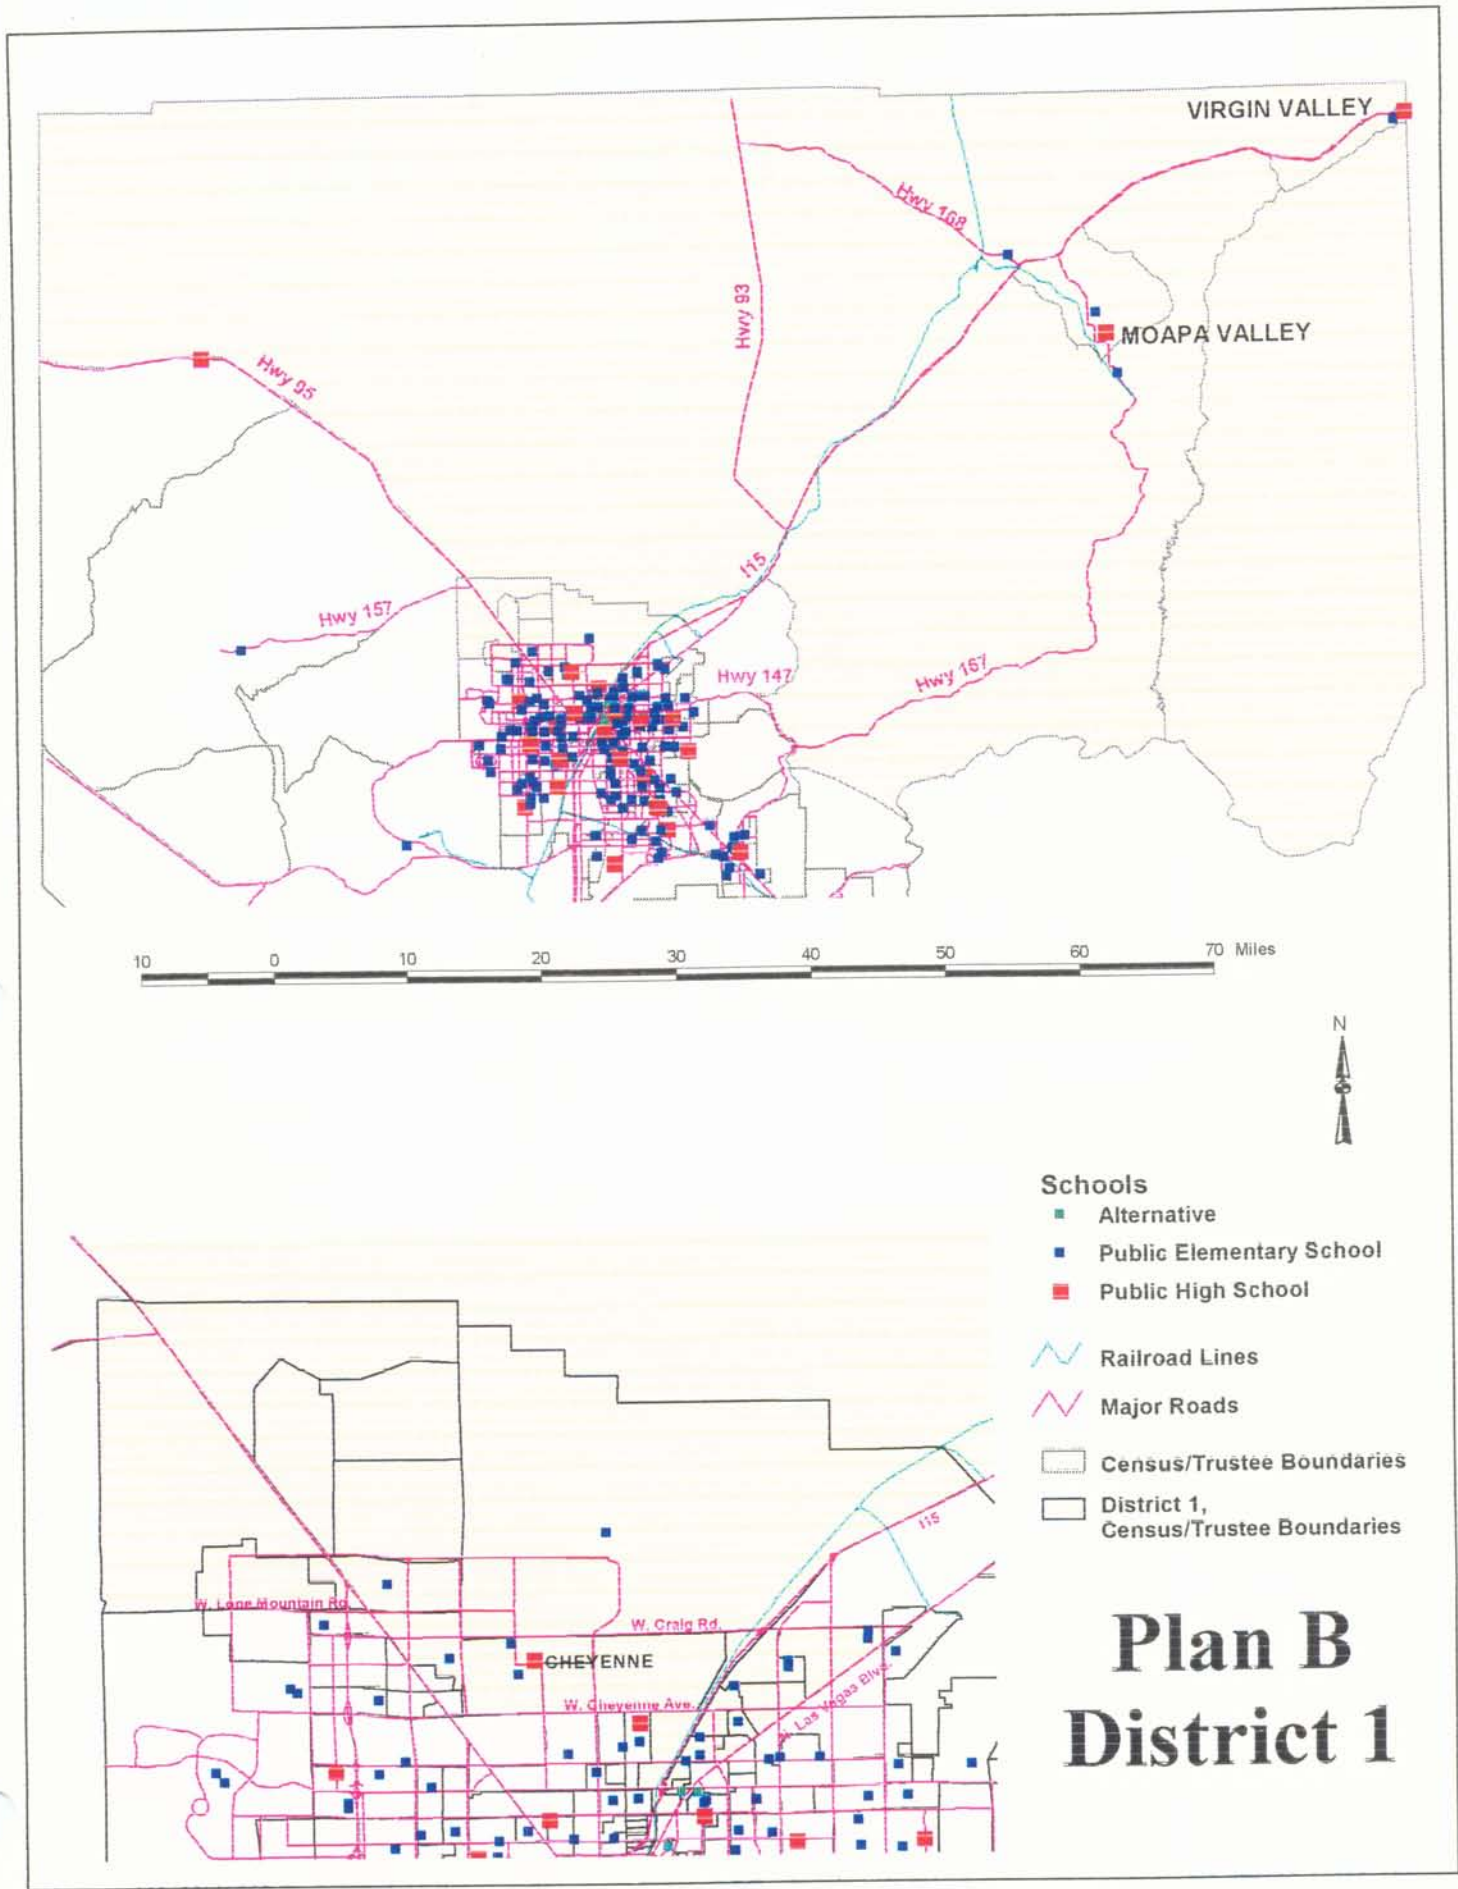 VIRGIN VALLEY
Hwy 168
Hwy 93
MOAPA VALLEY
Hwy 95
I15
Hwy 157
Hwy 147
Hwy 167
10 0 10 20 30 40 50 60 70 Miles
N
Schools
Alternative
Public Elementary School
Public High School
Railroad Lines
Major Roads
Census/Trustee Boundaries
District 1,
Census/Trustee Boundaries
I15
W. Lone Mountain Rd.
W. Craig Rd.
CHEYENNE
W. Cheyenne Ave.
N. Las Vegas Blvd.
Plan B
District 1